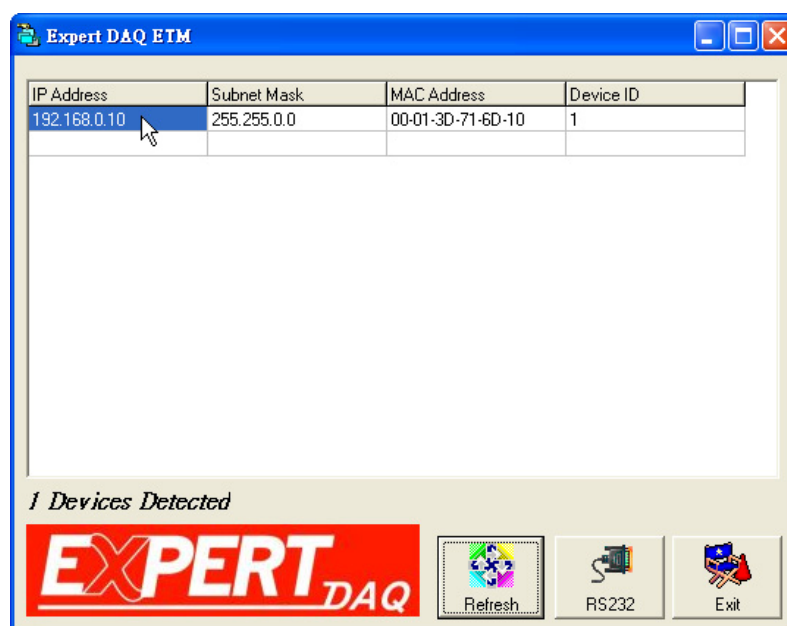 Expert DAQ ETM
IP Address Subnet Mask MAC Address Device ID
192.168.0.10 255.255.0.0 00-01-3D-71-6D-10 1
1 Devices Detected
EXPERT DAQ
Refresh RS232 Exit